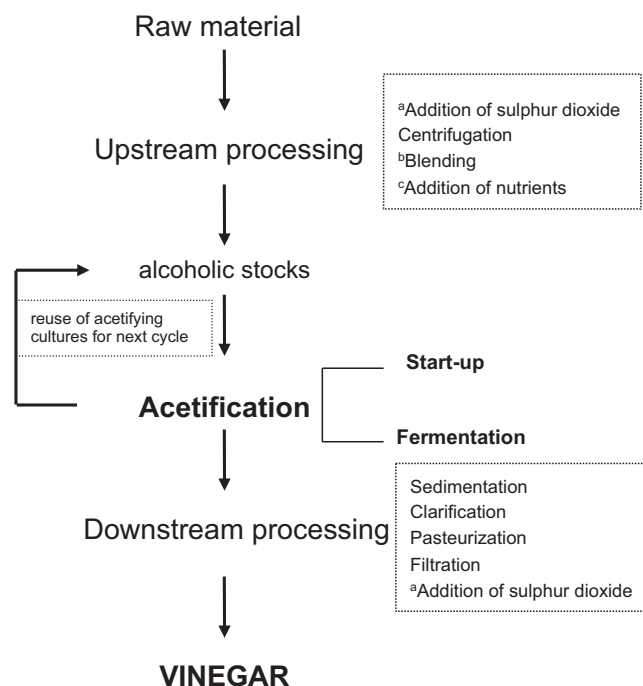 Raw material
ᵃAddition of sulphur dioxide
Centrifugation
ᵇBlending
ᶜAddition of nutrients
Upstream processing
alcoholic stocks
reuse of acetifying
cultures for next cycle
Start-up
Acetification
Fermentation
Sedimentation
Clarification
Pasteurization
Filtration
ᵃAddition of sulphur dioxide
Downstream processing
VINEGAR